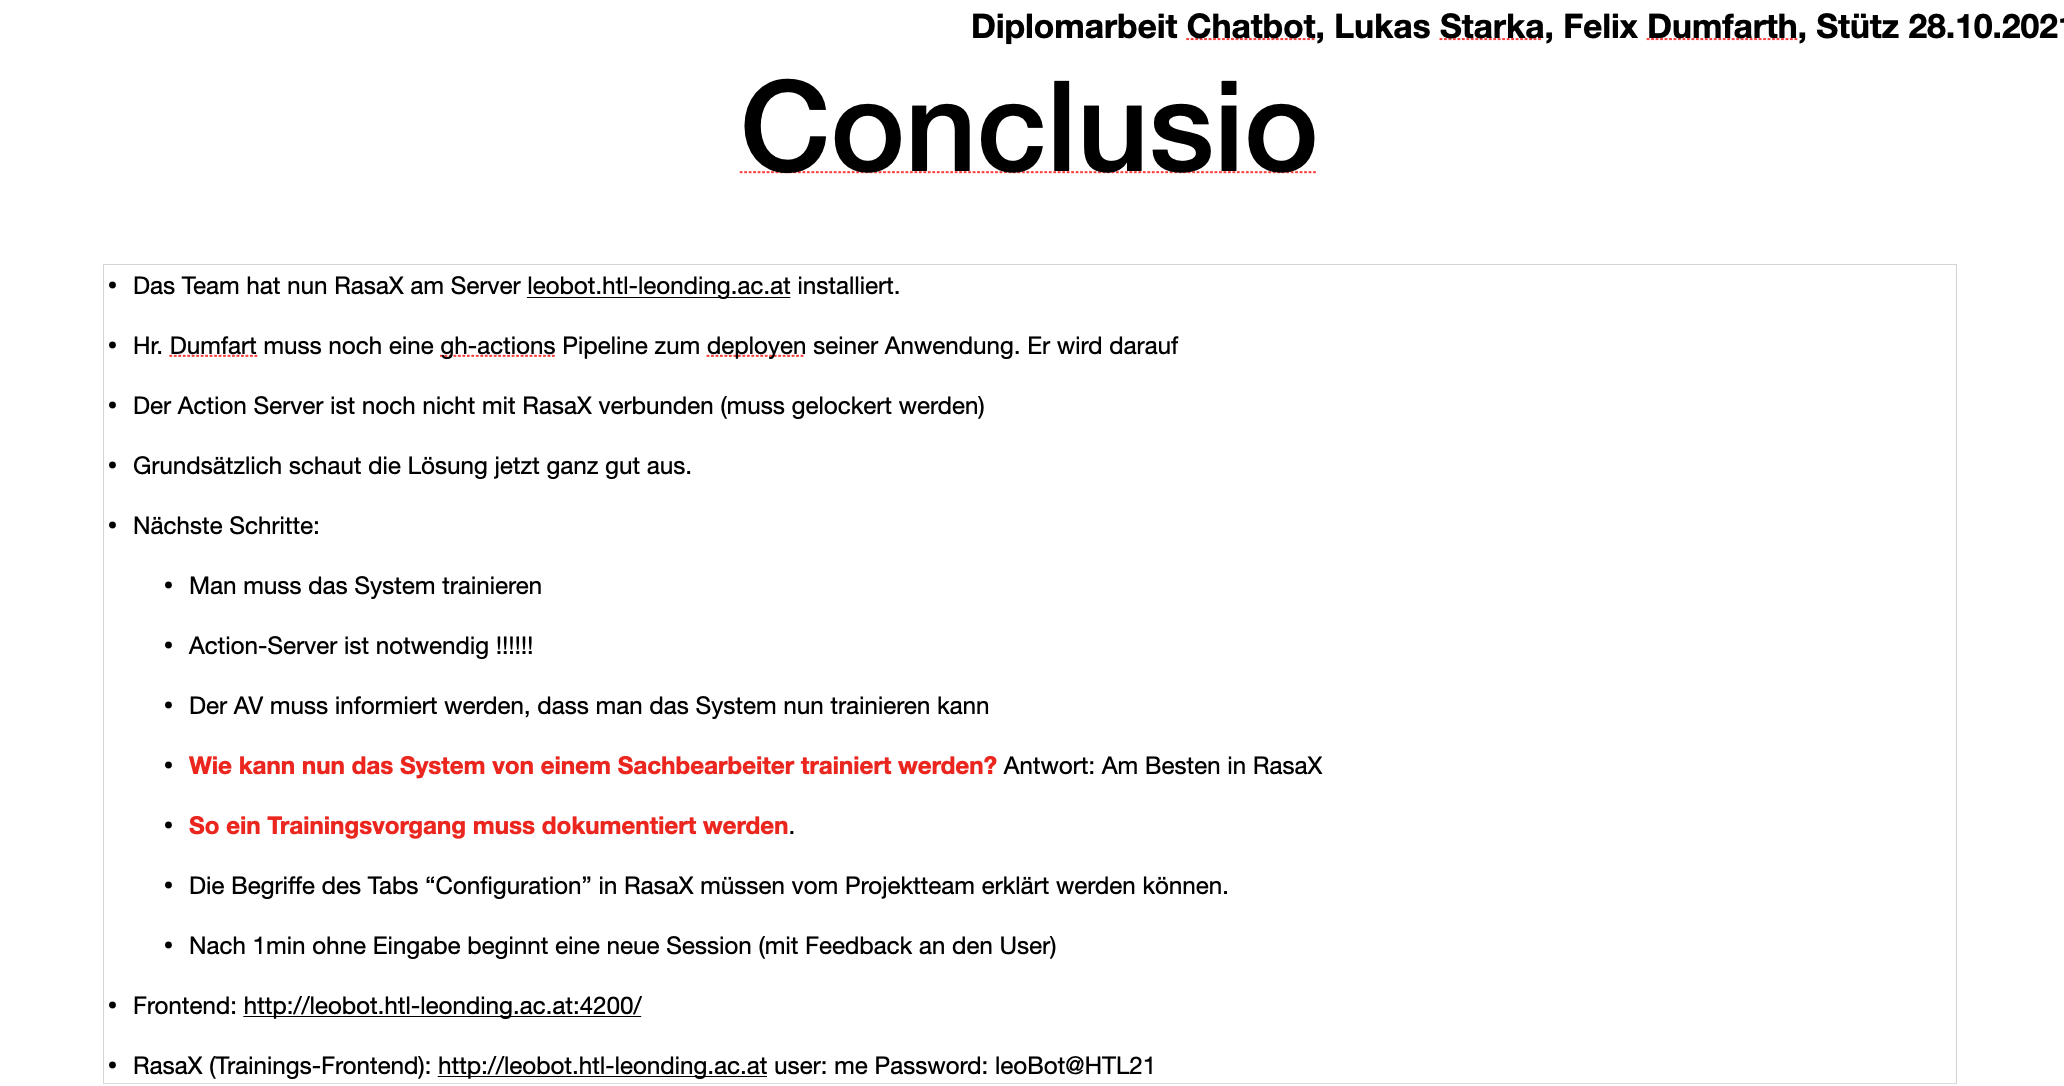 Diplomarbeit Chatbot, Lukas Starka, Felix Dumfarth, Stütz 28.10.2021
Conclusio
• Das Team hat nun RasaX am Server leobot.htl-leonding.ac.at installiert.
• Hr. Dumfart muss noch eine gh-actions Pipeline zum deployen seiner Anwendung. Er wird darauf
• Der Action Server ist noch nicht mit RasaX verbunden (muss gelockert werden)
• Grundsätzlich schaut die Lösung jetzt ganz gut aus.
• Nächste Schritte:
• Man muss das System trainieren
• Action-Server ist notwendig !!!!!!
• Der AV muss informiert werden, dass man das System nun trainieren kann
• Wie kann nun das System von einem Sachbearbeiter trainiert werden? Antwort: Am Besten in RasaX
• So ein Trainingsvorgang muss dokumentiert werden.
• Die Begriffe des Tabs “Configuration” in RasaX müssen vom Projektteam erklärt werden können.
• Nach 1min ohne Eingabe beginnt eine neue Session (mit Feedback an den User)
• Frontend: http://leobot.htl-leonding.ac.at:4200/
• RasaX (Trainings-Frontend): http://leobot.htl-leonding.ac.at user: me Password: leoBot@HTL21